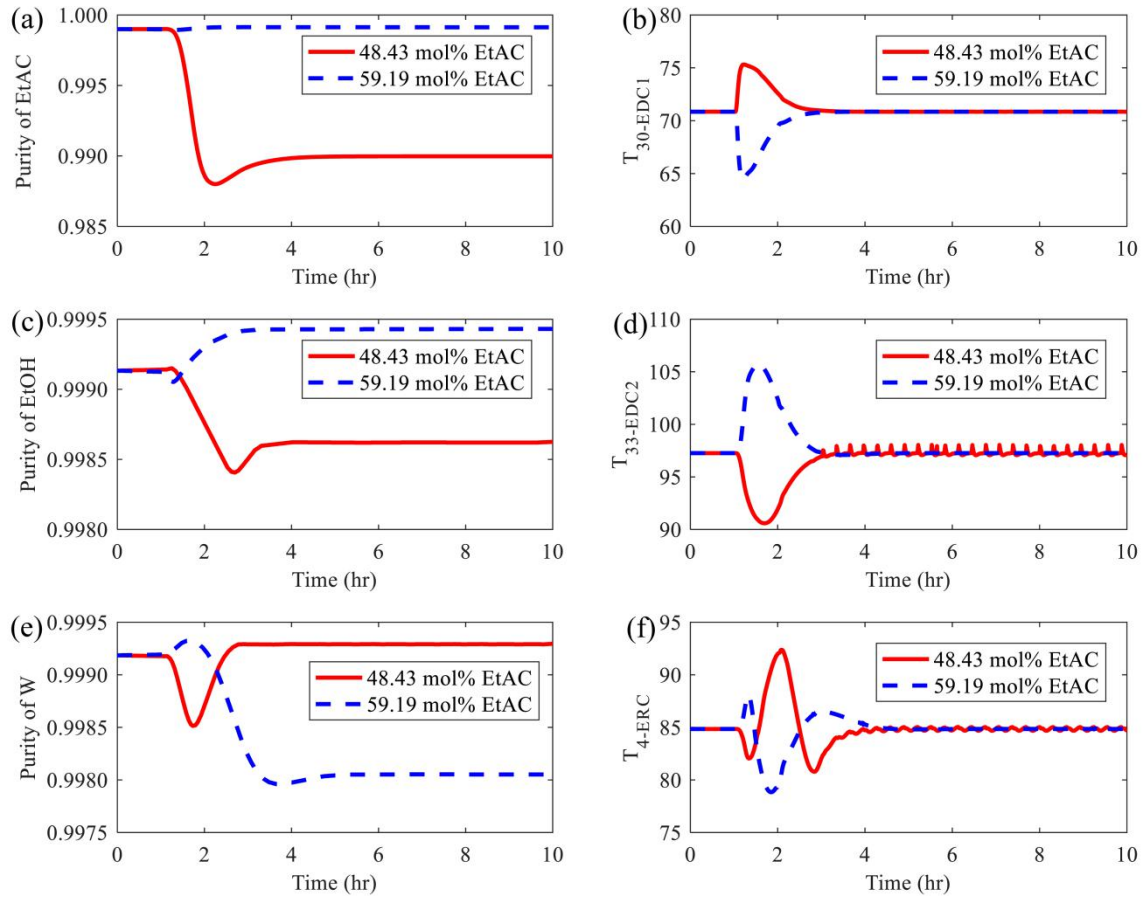 (a)
1.000
0.995
0.990
0.985
Purity of EtAC
48.43 mol% EtAC
59.19 mol% EtAC
0 2 4 6 8 10
Time (hr)
(b)
80
75
70
65
60
T30-EDC1
48.43 mol% EtAC
59.19 mol% EtAC
0 2 4 6 8 10
Time (hr)
(c)
0.9995
0.9990
0.9985
0.9980
Purity of EtOH
48.43 mol% EtAC
59.19 mol% EtAC
0 2 4 6 8 10
Time (hr)
(d)
110
105
100
95
90
T33-EDC2
48.43 mol% EtAC
59.19 mol% EtAC
0 2 4 6 8 10
Time (hr)
(e)
0.9995
0.9990
0.9985
0.9980
0.9975
Purity of W
48.43 mol% EtAC
59.19 mol% EtAC
0 2 4 6 8 10
Time (hr)
(f)
95
90
85
80
75
T4-ERC
48.43 mol% EtAC
59.19 mol% EtAC
0 2 4 6 8 10
Time (hr)